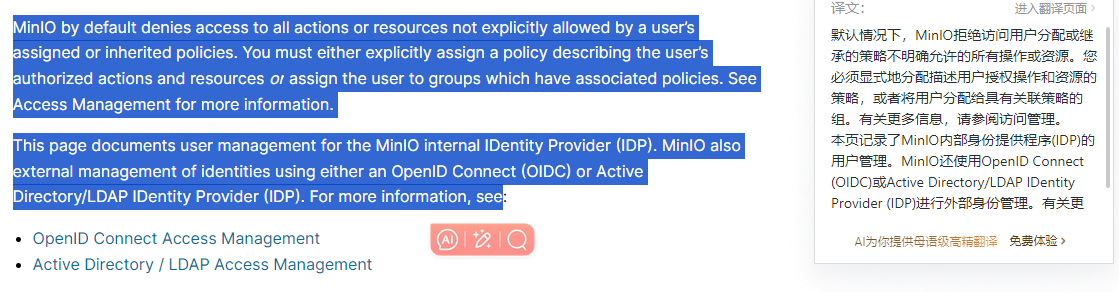 MinIO by default denies access to all actions or resources not explicitly allowed by a user’s
assigned or inherited policies. You must either explicitly assign a policy describing the user’s
authorized actions and resources or assign the user to groups which have associated policies. See
Access Management for more information.
This page documents user management for the MinIO internal IDentity Provider (IDP). MinIO also
external management of identities using either an OpenID Connect (OIDC) or Active
Directory/LDAP IDentity Provider (IDP). For more information, see:
• OpenID Connect Access Management
• Active Directory / LDAP Access Management
AI
译文：
进入翻译页面 >
默认情况下，MinIO拒绝访问用户分配或继
承的策略不明确允许的所有操作或资源。您
必须显式地分配描述用户授权操作和资源的
策略，或者将用户分配给具有关联策略的
组。有关更多信息，请参阅访问管理。
本页记录了MinIO内部身份提供程序(IDP)的
用户管理。MinIO还使用OpenID Connect
(OIDC)或Active Directory/LDAP IDentity
Provider (IDP)进行外部身份管理。有关更
AI为你提供母语级高精翻译 免费体验 >